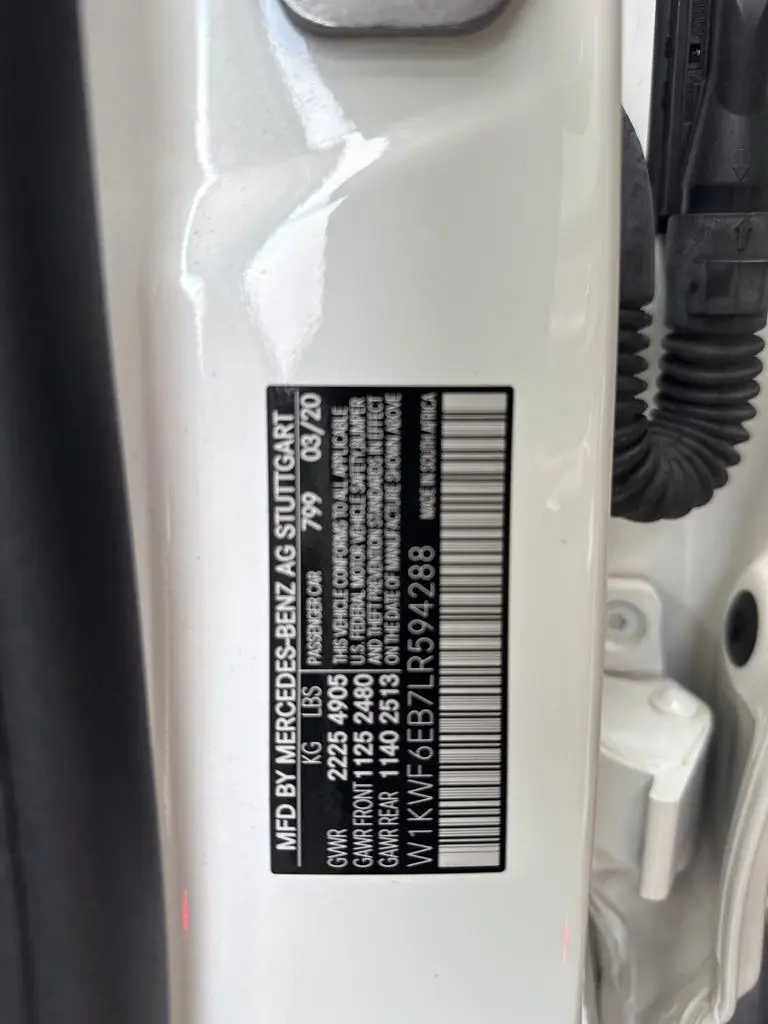 MFD BY MERCEDES-BENZ AG STUTTGART
KG LBS PASSENGER CAR 799 03/20
GVWR 2225 4905
GAWR FRONT 1125 2480
GAWR REAR 1140 2513
THIS VEHICLE CONFORMS TO ALL APPLICABLE
U.S. FEDERAL MOTOR VEHICLE SAFETY, BUMPER
AND THEFT PREVENTION STANDARDS IN EFFECT
ON THE DATE OF MANUFACTURE SHOWN ABOVE
W1KWF6EB7LR594288 MADE IN SOUTH AFRICA